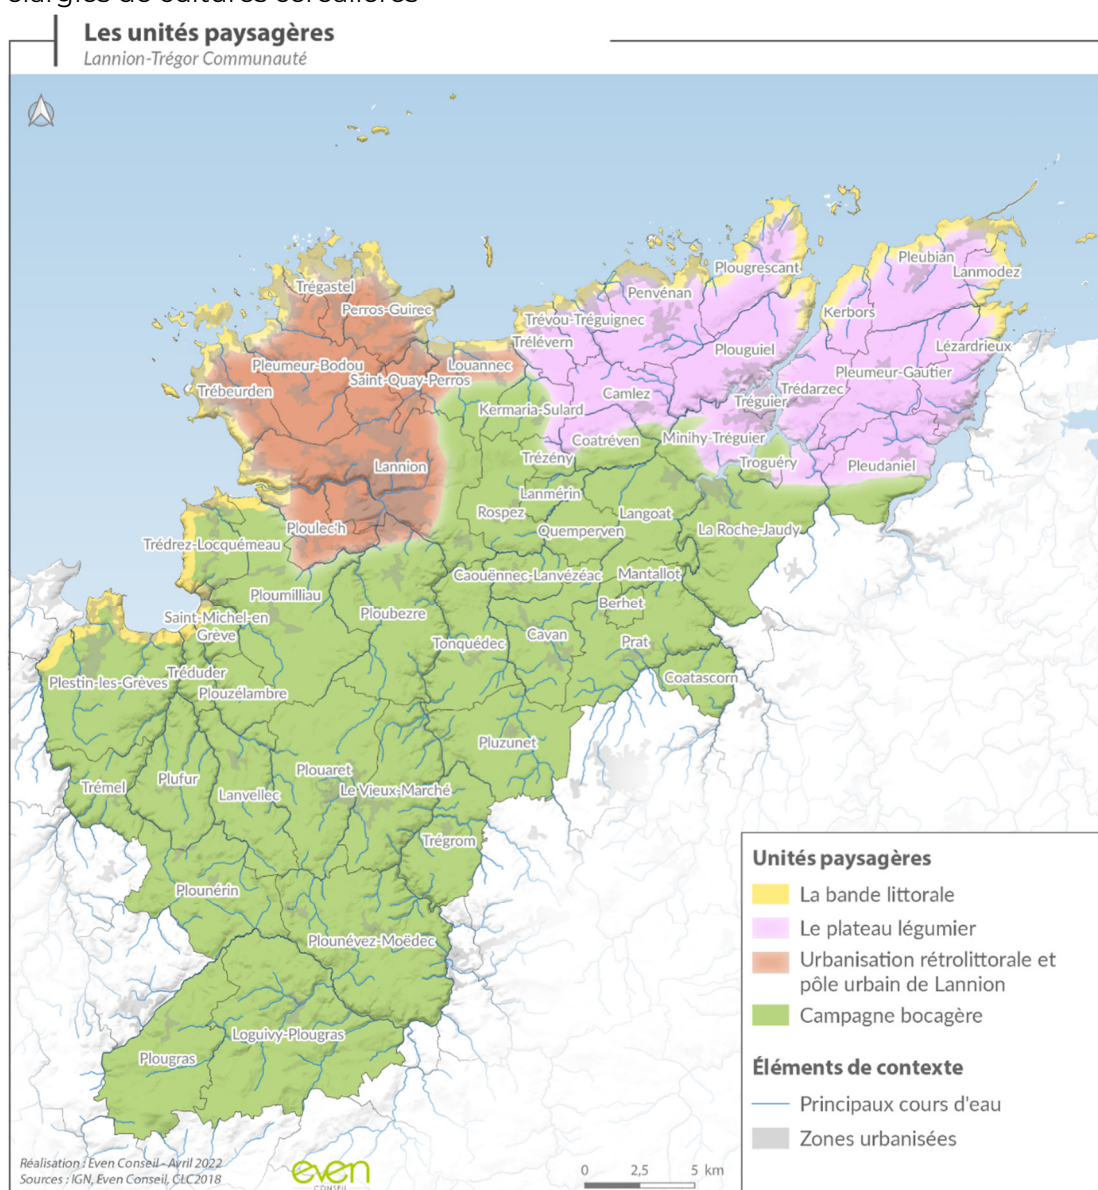 élargies de cultures céréalières
Les unités paysagères
Lannion-Trégor Communauté
Trégastel
Perros-Guirec
Plougrescant
Pleubian
Lanmodez
Penvénan
Kerbors
Trévou-Tréguignec
Trélévern
Lézardrieux
Plouguiel
Pleumeur-Bodou
Louannec
Saint-Quay-Perros
Pleumeur-Gautier
Trébeurden
Trédarzec
Camlez
Tréguier
Kermaria-Sulard
Coatréven
Minihy-Tréguier
Trézény
Troguéry
Pleudaniel
Lannion
Lanmérin
Rospez
Langoat
Ploulec'h
Quemperven
La Roche-Jaudy
Trédrez-Locquémeau
Caouënnec-Lanvézéac
Mantallot
Ploumilliau
Berhet
Saint-Michel-en
Grève
Ploubezre
Tonquédec
Cavan
Prat
Tréduder
Plestin-les-Grèves
Plouzélambre
Coatascorn
Pluzunet
Plouaret
Plufur
Trémel
Lanvellec
Le Vieux-Marché
Trégrom
Plounérin
Plounévez-Moëdec
Loguivy-Plougras
Plougras
Unités paysagères
La bande littorale
Le plateau légumier
Urbanisation rétrolittorale et
pôle urbain de Lannion
Campagne bocagère
Éléments de contexte
Principaux cours d'eau
Zones urbanisées
Réalisation : Even Conseil - Avril 2022
Sources : IGN, Even Conseil, CLC2018
even
CONSEIL
0 2,5 5 km